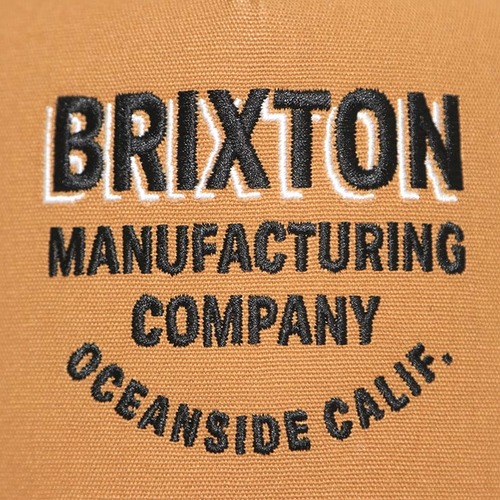 BRIXTON
MANUFACTURING
COMPANY
OCEANSIDE CALIF.